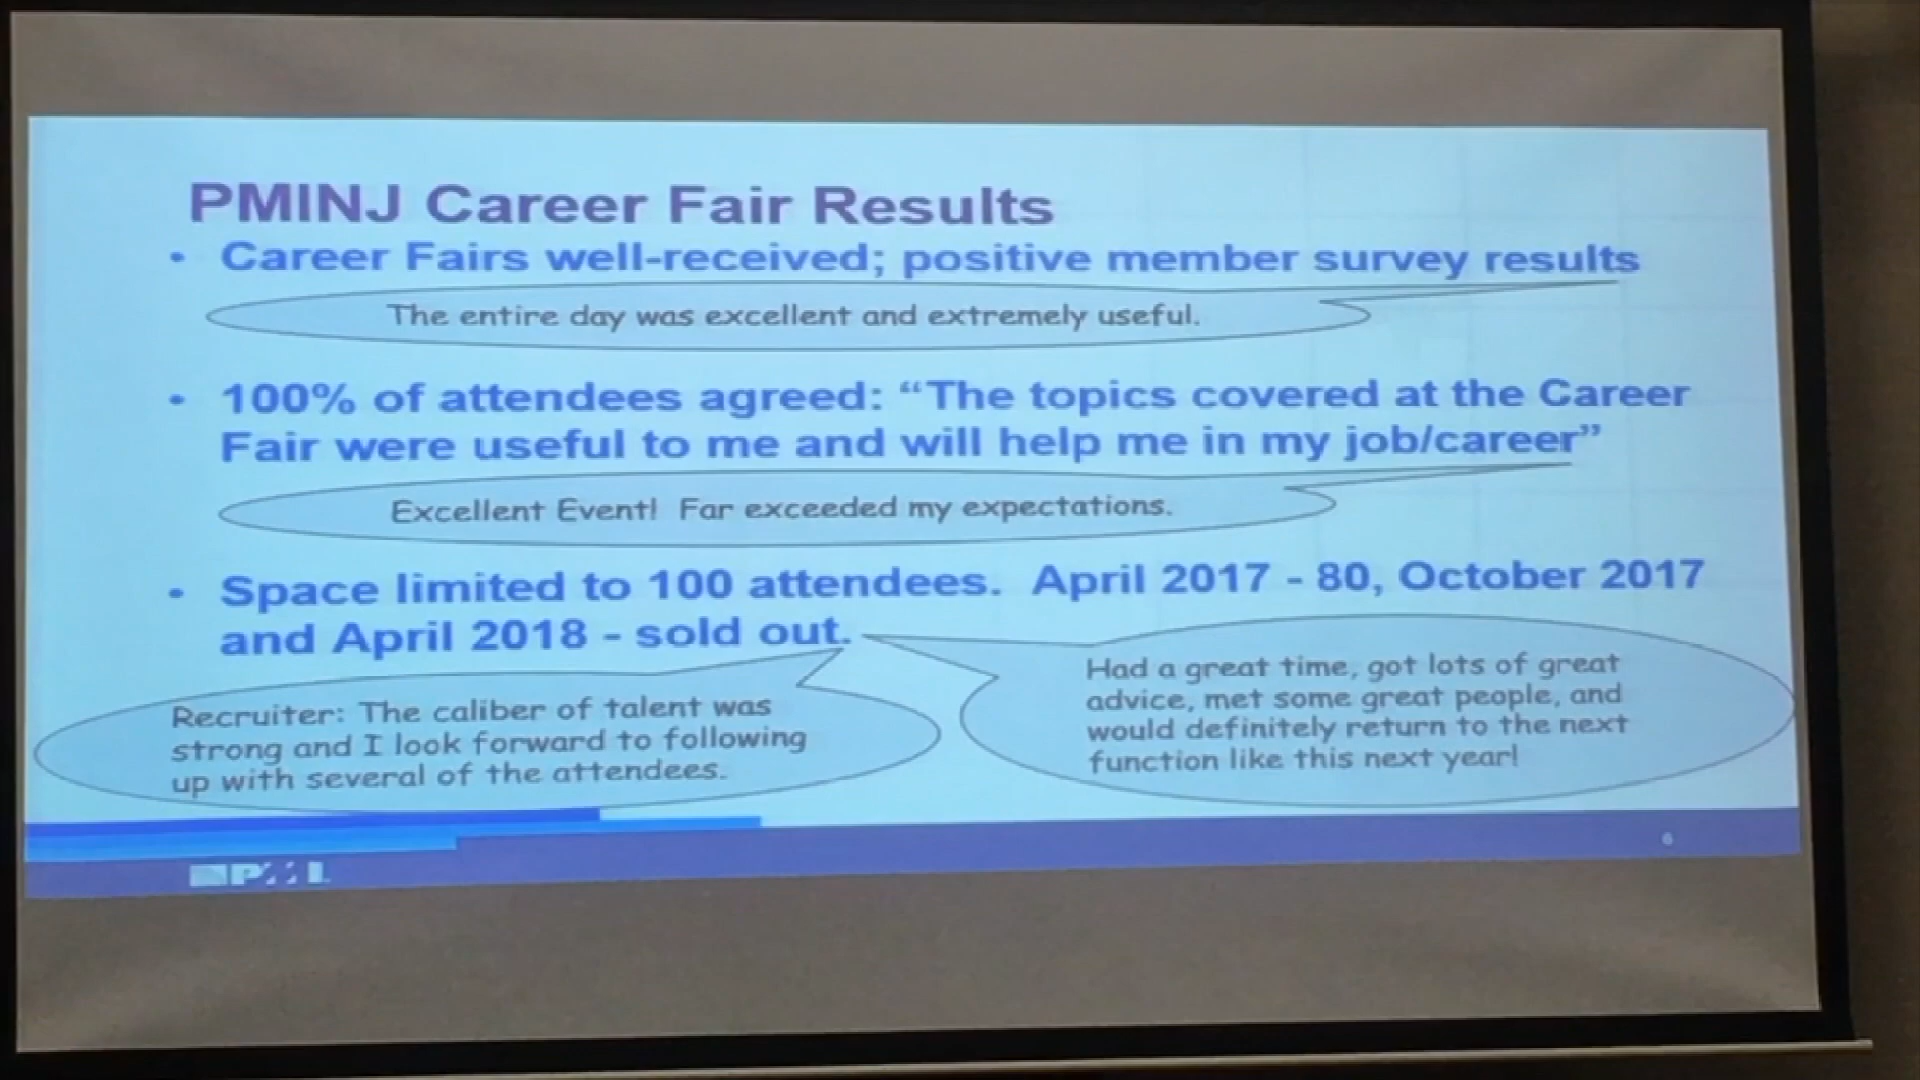 PMINJ Career Fair Results
• Career Fairs well-received; positive member survey results
The entire day was excellent and extremely useful.
• 100% of attendees agreed: “The topics covered at the Career
Fair were useful to me and will help me in my job/career”
Excellent Event!  Far exceeded my expectations.
• Space limited to 100 attendees.  April 2017 - 80, October 2017
and April 2018 - sold out.
Recruiter: The caliber of talent was
strong and I look forward to following
up with several of the attendees.
Had a great time, got lots of great
advice, met some great people, and
would definitely return to the next
function like this next year!
6